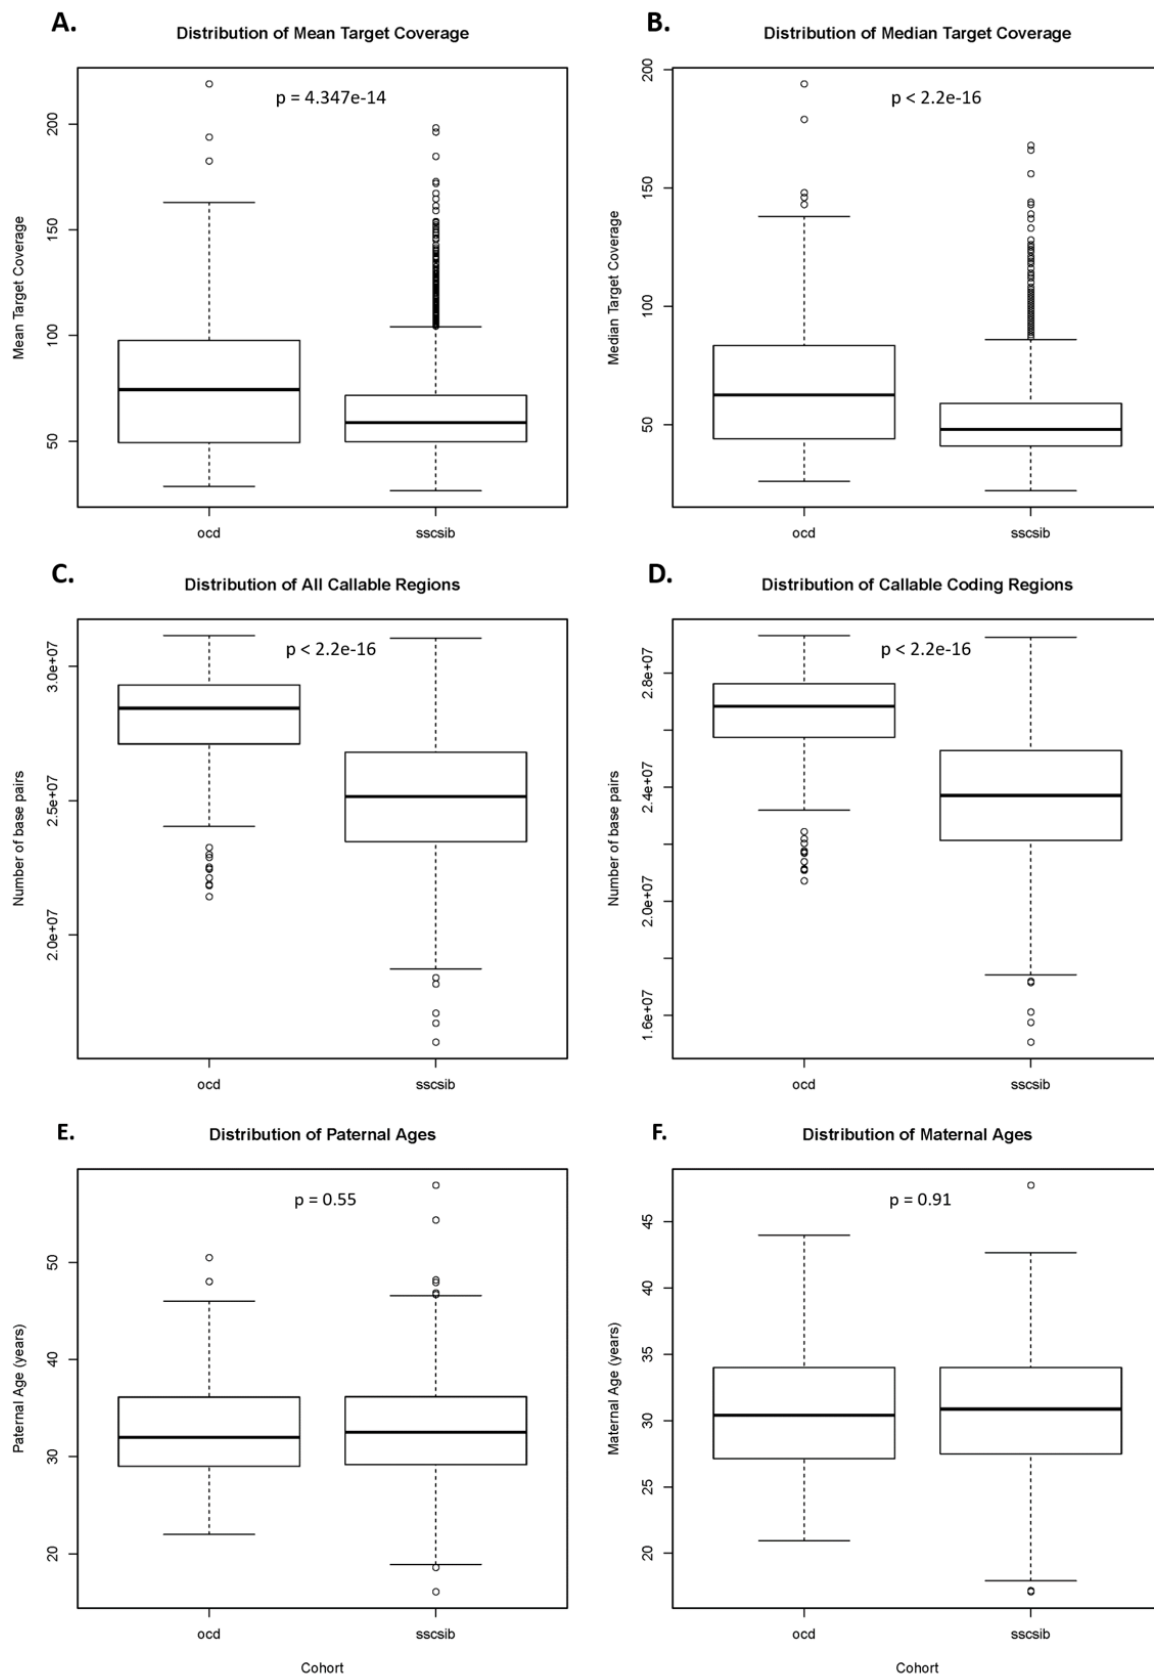 A.
Distribution of Mean Target Coverage
p = 4.347e-14
Mean Target Coverage
200
150
100
50
ocd
sscsib
B.
Distribution of Median Target Coverage
p < 2.2e-16
Median Target Coverage
200
150
100
50
ocd
sscsib
C.
Distribution of All Callable Regions
p < 2.2e-16
Number of base pairs
3.0e+07
2.5e+07
2.0e+07
ocd
sscsib
D.
Distribution of Callable Coding Regions
p < 2.2e-16
Number of base pairs
2.8e+07
2.4e+07
2.0e+07
1.6e+07
ocd
sscsib
E.
Distribution of Paternal Ages
p = 0.55
Paternal Age (years)
50
40
30
20
ocd
sscsib
Cohort
F.
Distribution of Maternal Ages
p = 0.91
Maternal Age (years)
45
40
35
30
25
20
ocd
sscsib
Cohort